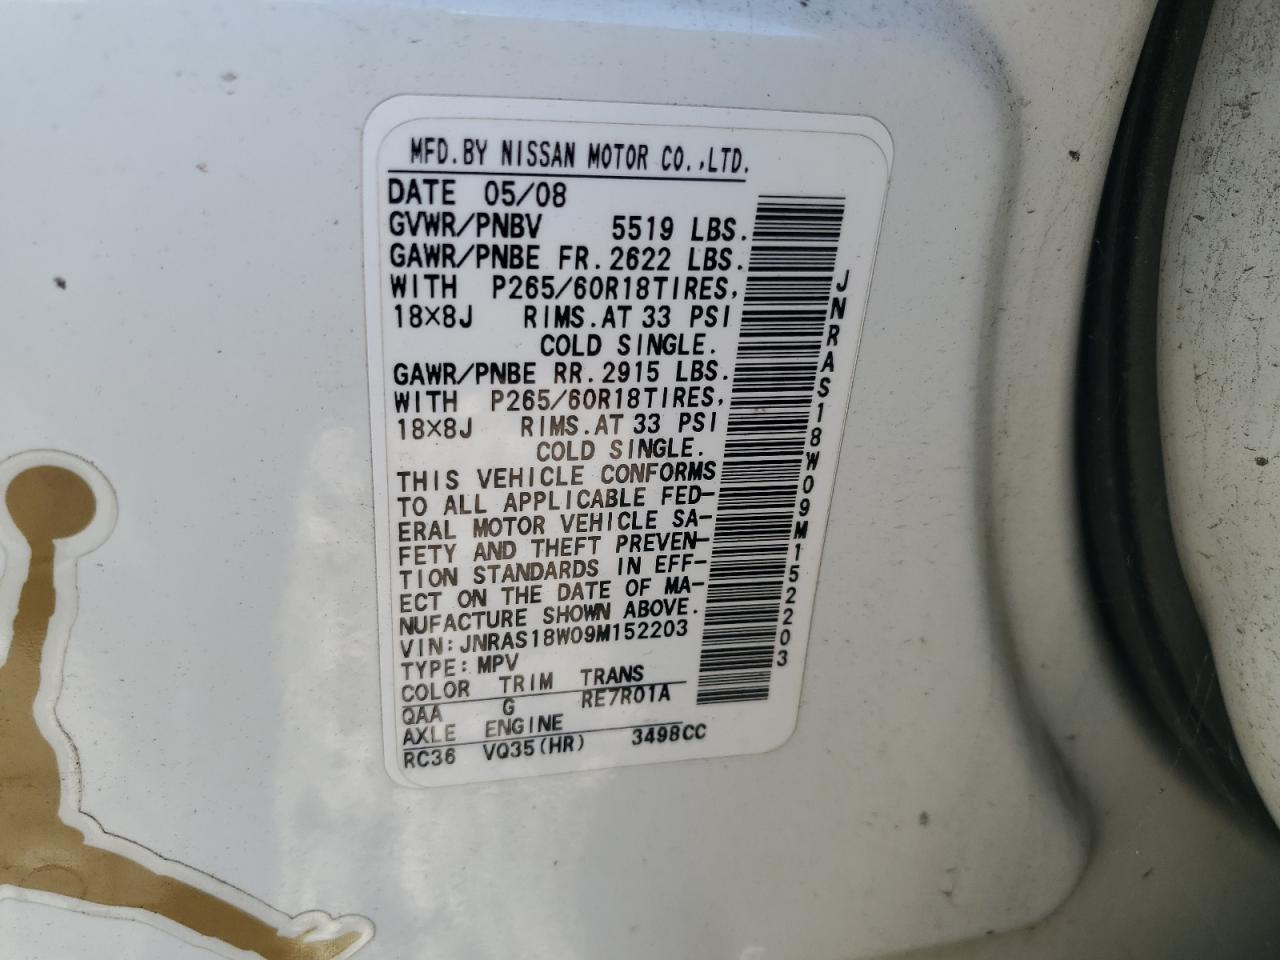 MFD.BY NISSAN MOTOR CO.,LTD.
DATE 05/08
GVWR/PNBV 5519 LBS.
GAWR/PNBE FR.2622 LBS.
WITH P265/60R18TIRES,
18×8J RIMS.AT 33 PSI
COLD SINGLE.
GAWR/PNBE RR.2915 LBS.
WITH P265/60R18TIRES,
18×8J RIMS.AT 33 PSI
COLD SINGLE.
THIS VEHICLE CONFORMS
TO ALL APPLICABLE FED-
ERAL MOTOR VEHICLE SA-
FETY AND THEFT PREVEN-
TION STANDARDS IN EFF-
ECT ON THE DATE OF MA-
NUFACTURE SHOWN ABOVE.
VIN:JNRAS18W09M152203
TYPE:MPV
COLOR TRIM TRANS
QAA G RE7R01A
AXLE ENGINE
RC36 VQ35(HR) 3498CC
JNRAS18W09M152203